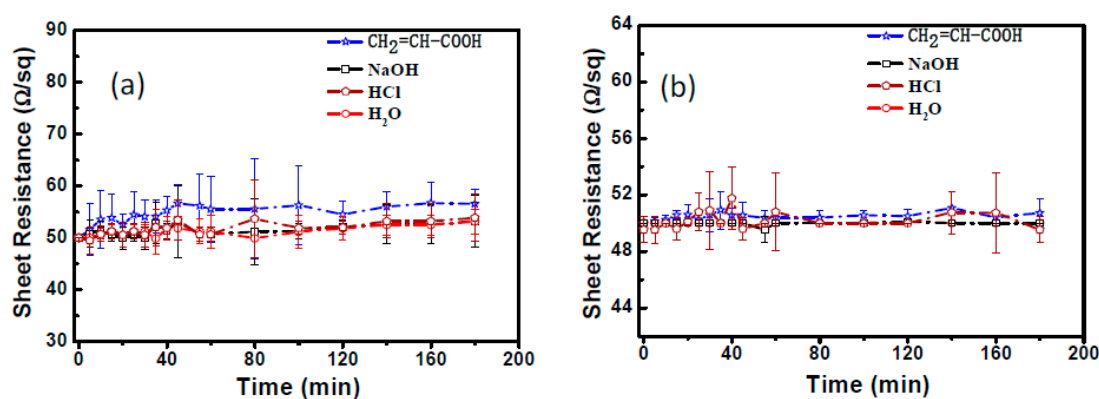 (a)
Sheet Resistance (Ω/sq)
90
80
70
60
50
40
30
CH2=CH-COOH
NaOH
HCl
H2O
0 40 80 120 160 200
Time (min)
(b)
Sheet Resistance (Ω/sq)
64
60
56
52
48
44
CH2=CH-COOH
NaOH
HCl
H2O
0 40 80 120 160 200
Time (min)